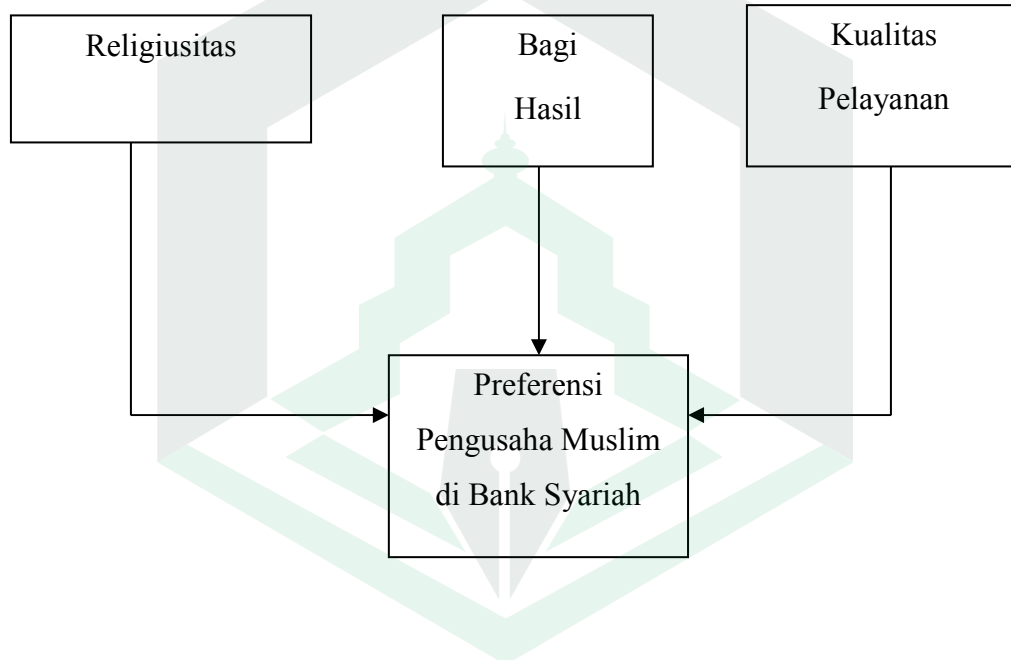 Religiusitas
Bagi
Hasil
Kualitas
Pelayanan
Preferensi
Pengusaha Muslim
di Bank Syariah